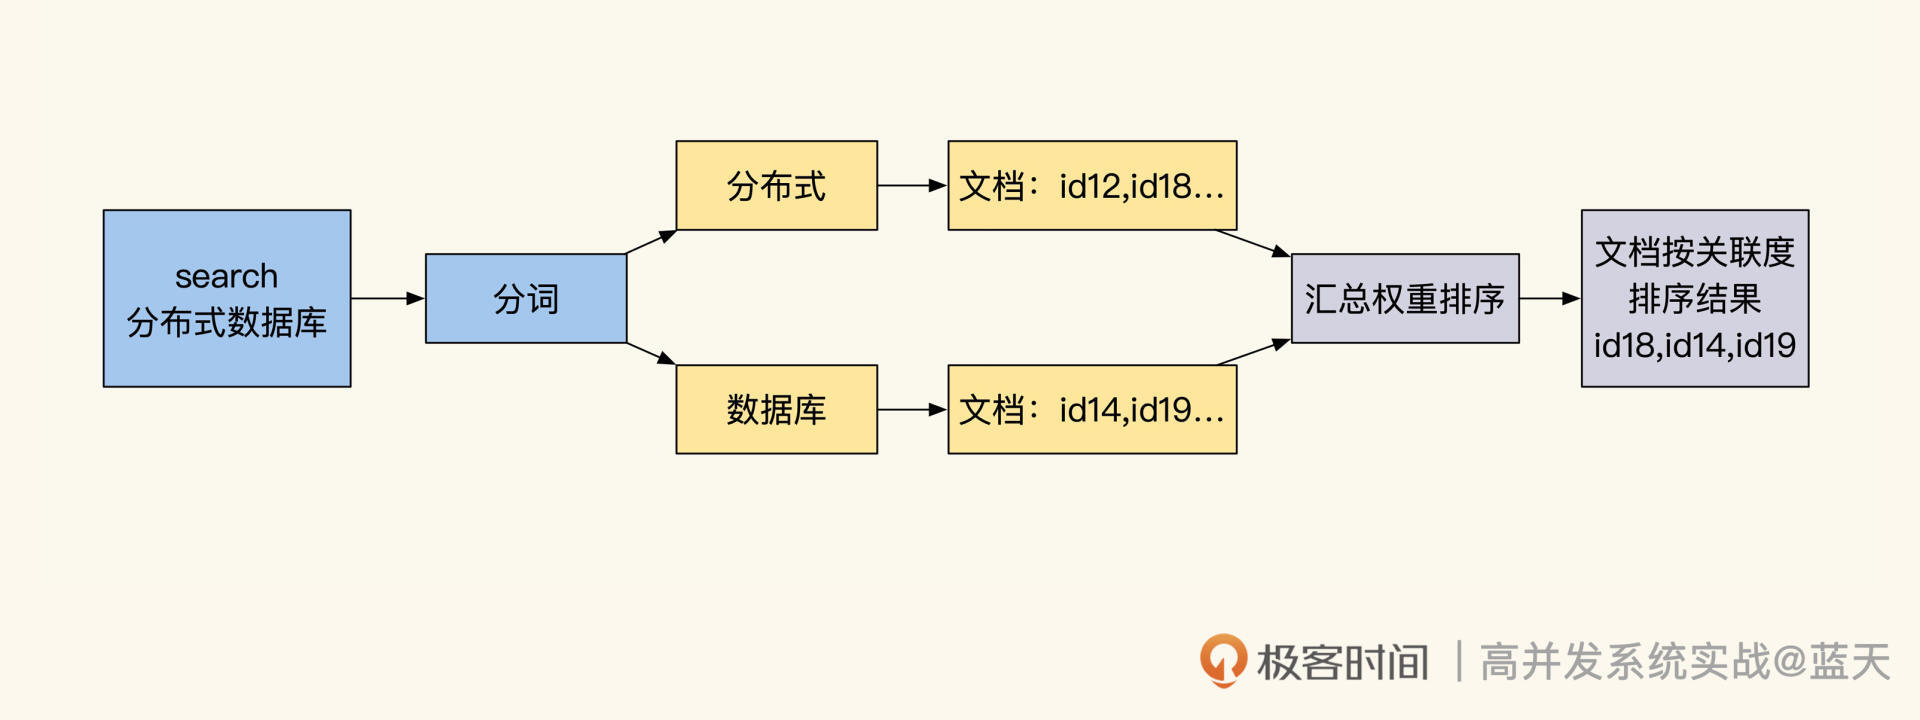 search
分布式数据库
分词
分布式
文档：id12,id18...
数据库
文档：id14,id19...
汇总权重排序
文档按关联度
排序结果
id18,id14,id19
极客时间 | 高并发系统实战@蓝天